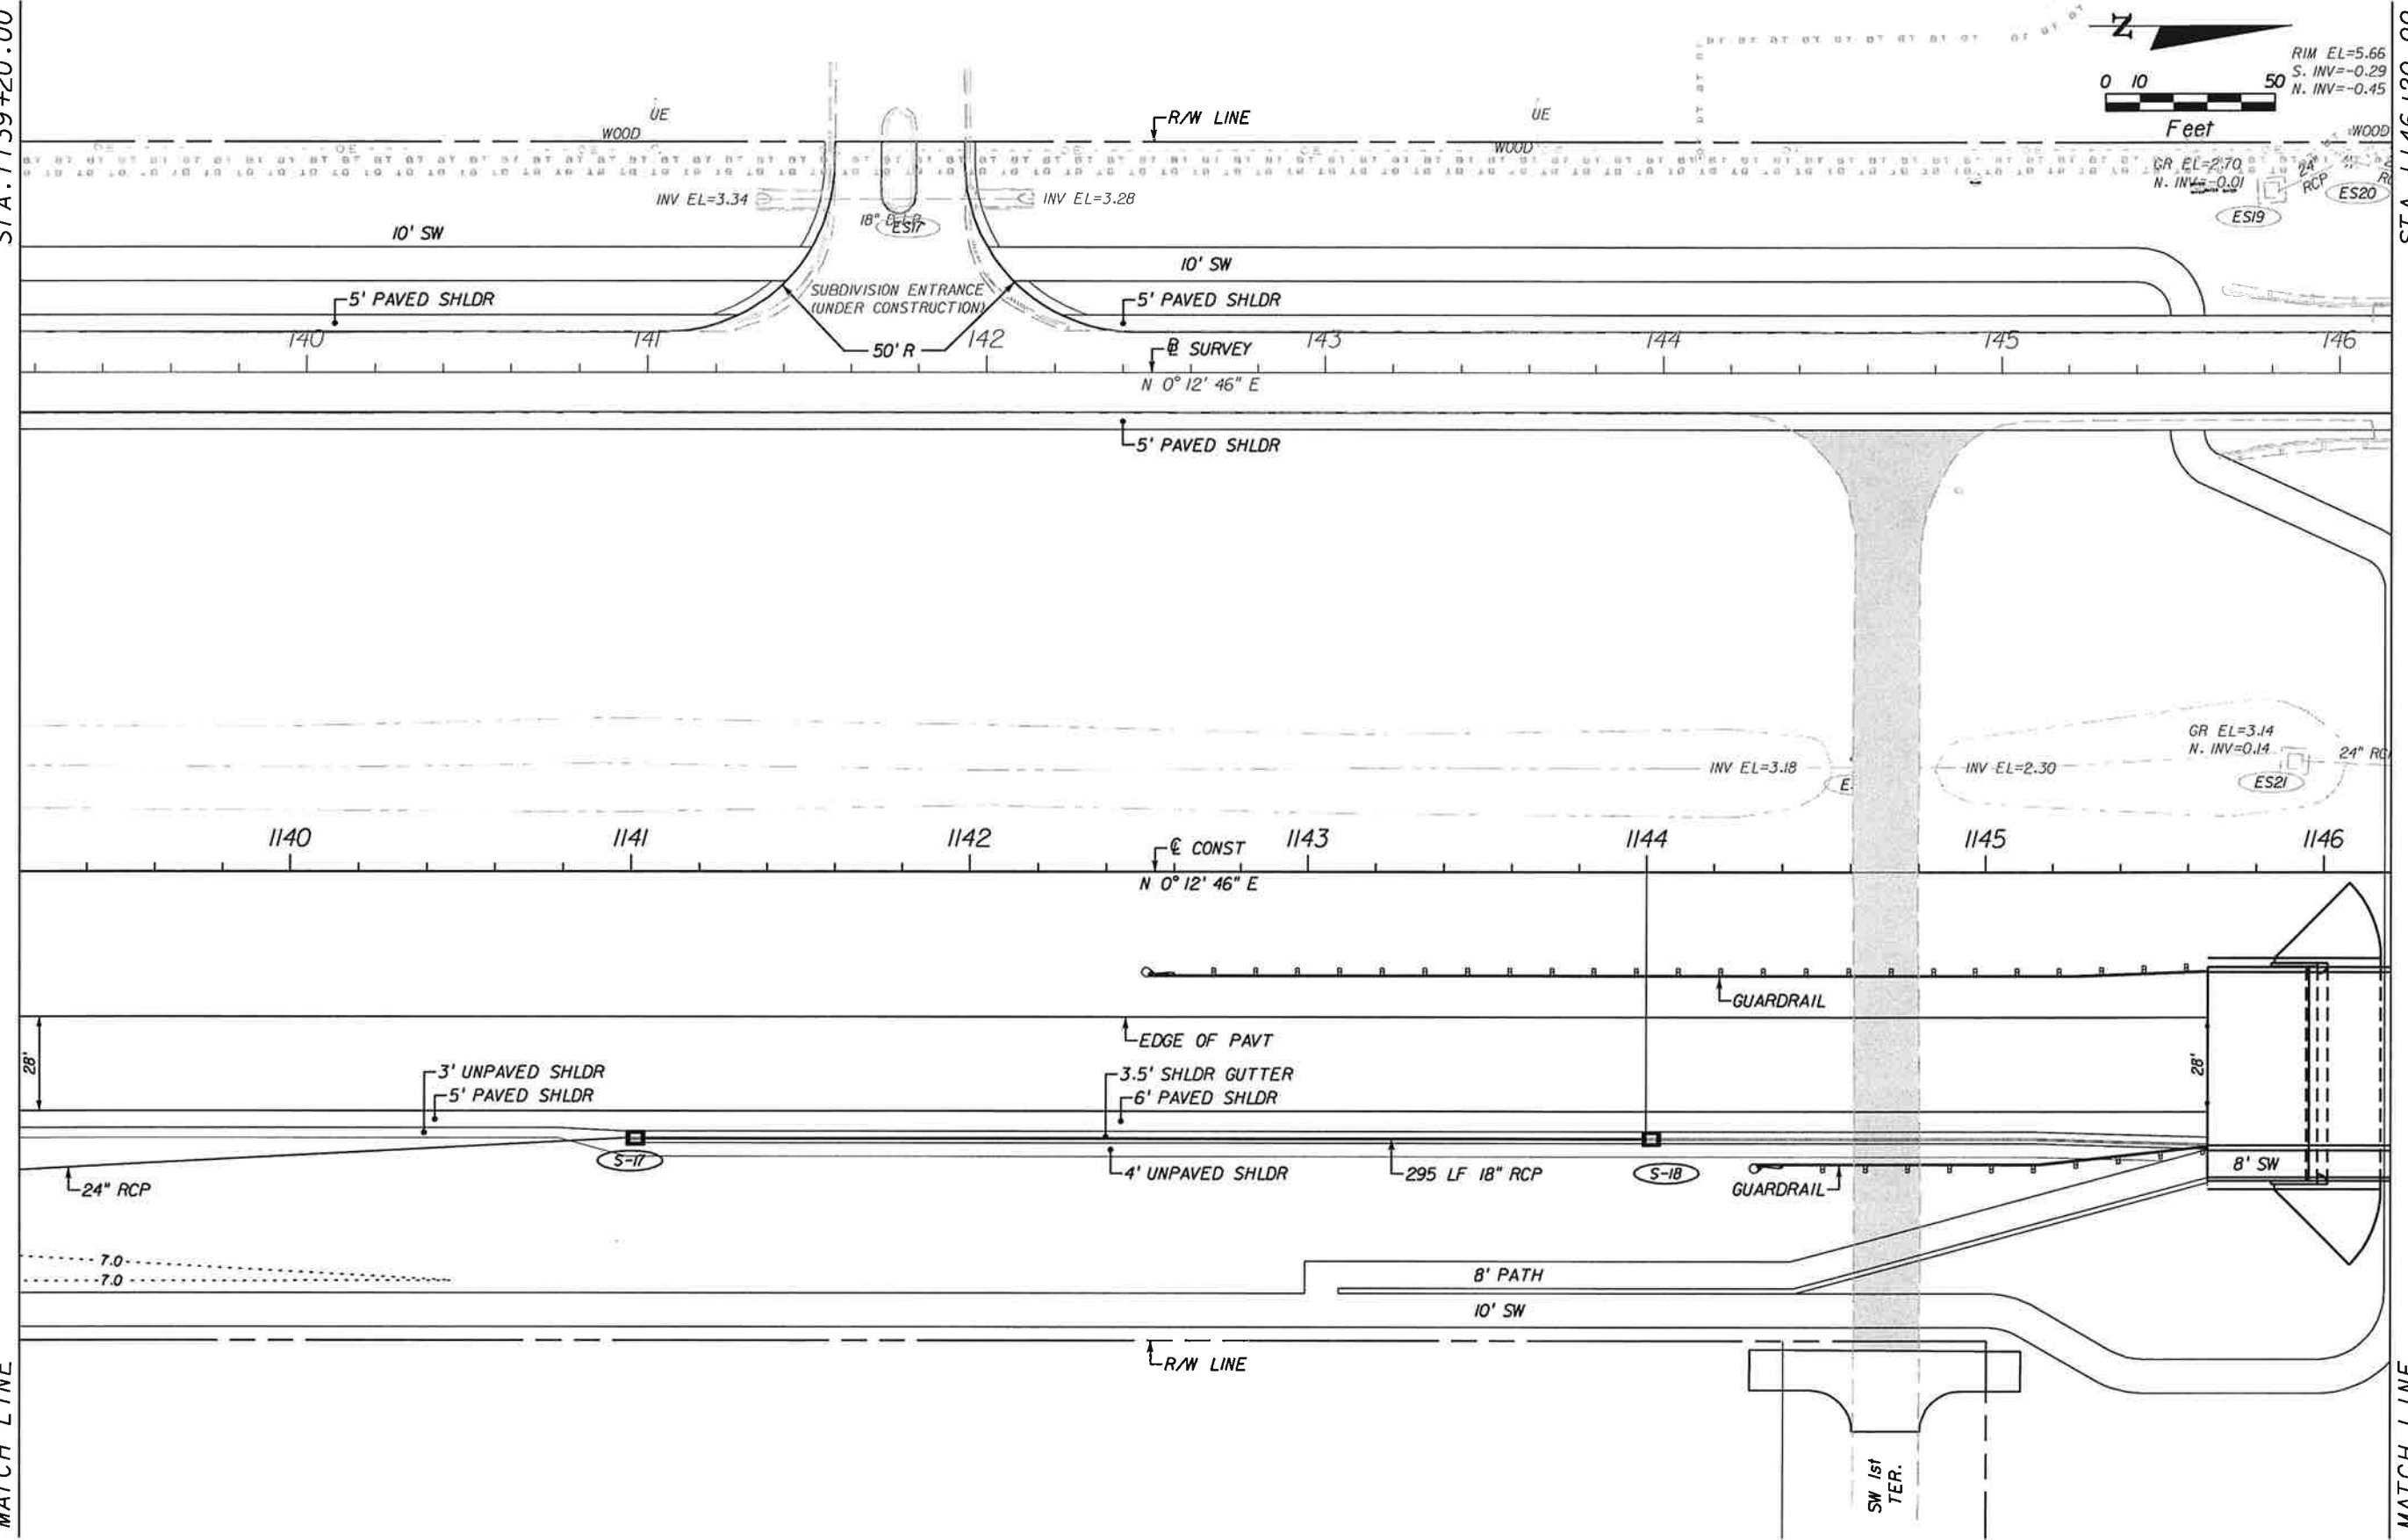 STA. 1139+20.00
MATCH LINE
N
0 10 50
Feet
RIM EL=5.66
S. INV=-0.29
N. INV=-0.45
UE
WOOD
R/W LINE
UE
WOOD
WOOD
GR EL=2.70
N. INV=-0.01
24"
RCP
ES19
ES20
INV EL=3.34
INV EL=3.28
18"
ES17
10' SW
10' SW
5' PAVED SHLDR
SUBDIVISION ENTRANCE
(UNDER CONSTRUCTION)
5' PAVED SHLDR
50' R
140 141 142 143 144 145 146
BL SURVEY
N 0° 12' 46" E
5' PAVED SHLDR
INV EL=3.18
INV EL=2.30
GR EL=3.14
N. INV=0.14
24"
ES21
1140 1141 1142 1143 1144 1145 1146
CL CONST
N 0° 12' 46" E
GUARDRAIL
EDGE OF PAVT
28'
28'
3' UNPAVED SHLDR
5' PAVED SHLDR
3.5' SHLDR GUTTER
6' PAVED SHLDR
S-17
24" RCP
4' UNPAVED SHLDR
295 LF 18" RCP
S-18
GUARDRAIL
8' SW
7.0
7.0
8' PATH
10' SW
R/W LINE
SW 1st
TER.
MATCH LINE